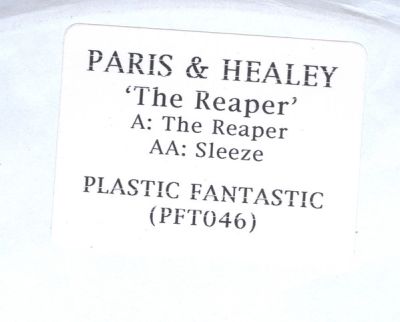 PARIS & HEALEY
'The Reaper'
A: The Reaper
AA: Sleeze
PLASTIC FANTASTIC
(PFT046)